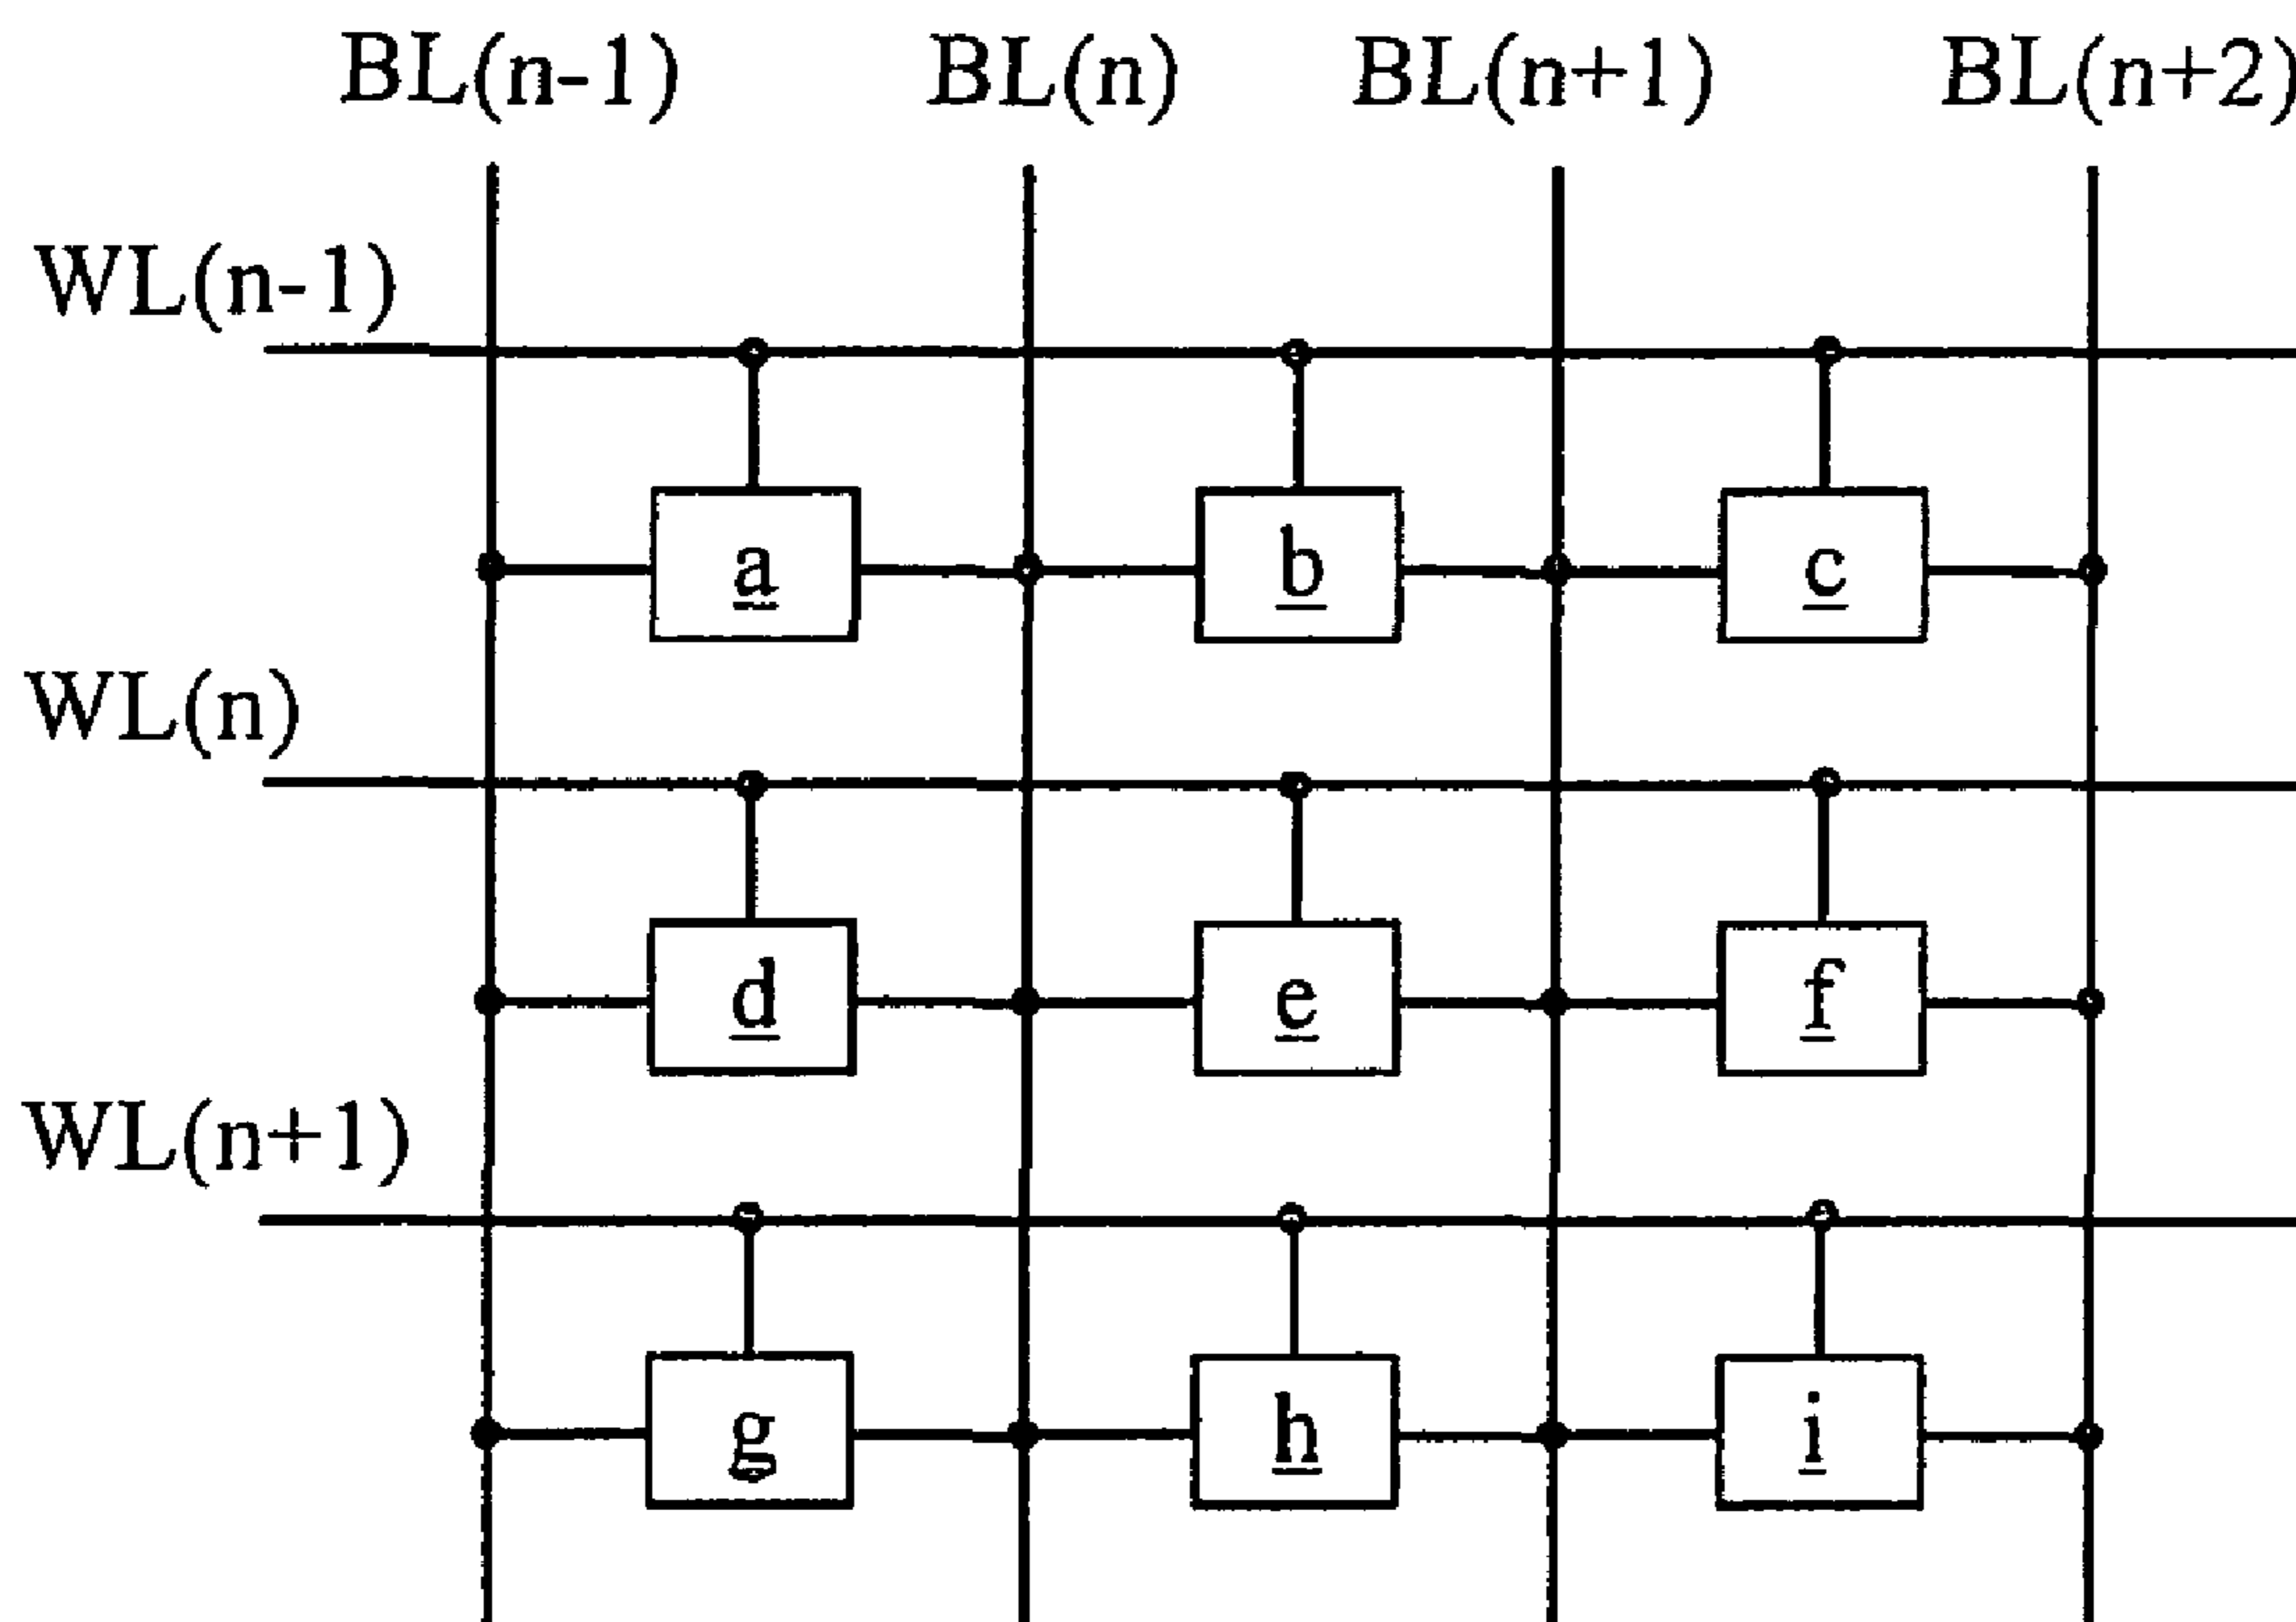 BL(n-1) BL(n) BL(n+1) BL(n+2)
WL(n-1)
a b c
WL(n)
d e f
WL(n+1)
g h i